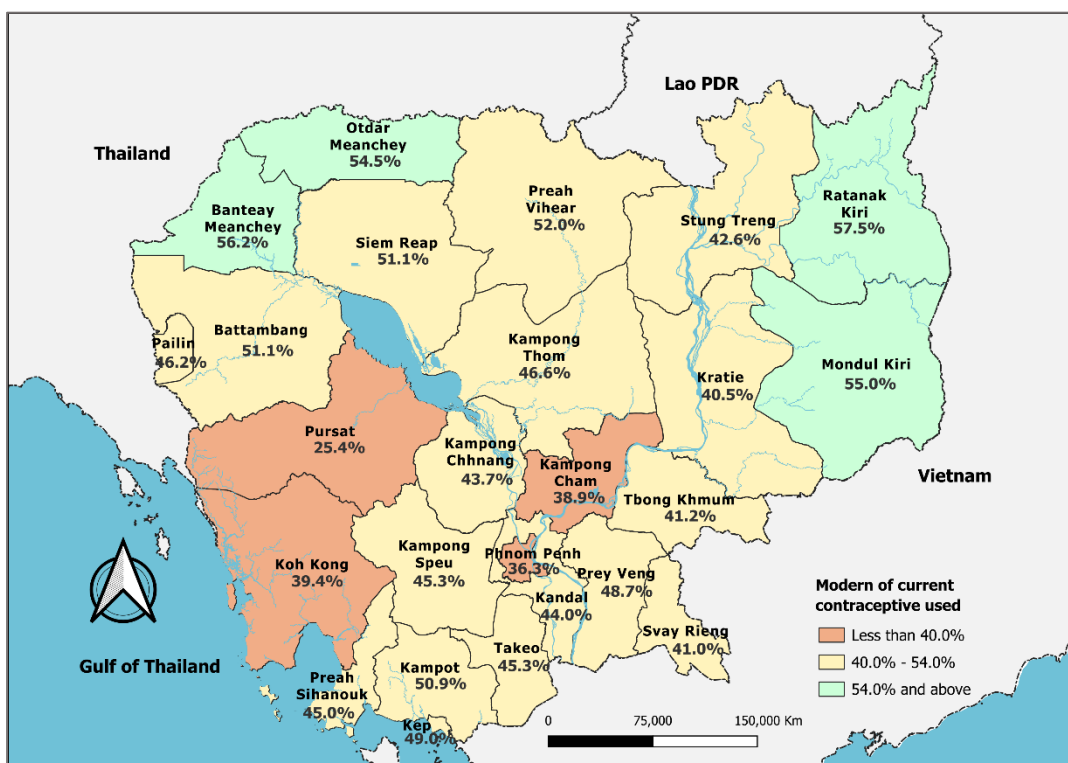 Lao PDR
Thailand
Otdar
Meanchey
54.5%
Banteay
Meanchey
56.2%
Siem Reap
51.1%
Preah
Vihear
52.0%
Stung Treng
42.6%
Ratanak
Kiri
57.5%
Battambang
51.1%
Pailin
46.2%
Kampong
Thom
46.6%
Kratie
40.5%
Mondul Kiri
55.0%
Pursat
25.4%
Kampong
Chhnang
43.7%
Kampong
Cham
38.9%
Tbong Khmum
41.2%
Vietnam
Koh Kong
39.4%
Kampong
Speu
45.3%
Phnom Penh
36.3%
Prey Veng
48.7%
Kandal
44.0%
Svay Rieng
41.0%
Takeo
45.3%
Gulf of Thailand
Preah
Sihanouk
45.0%
Kampot
50.9%
Kep
49.0%
Modern of current
contraceptive used
Less than 40.0%
40.0% - 54.0%
54.0% and above
0 75,000 150,000 Km